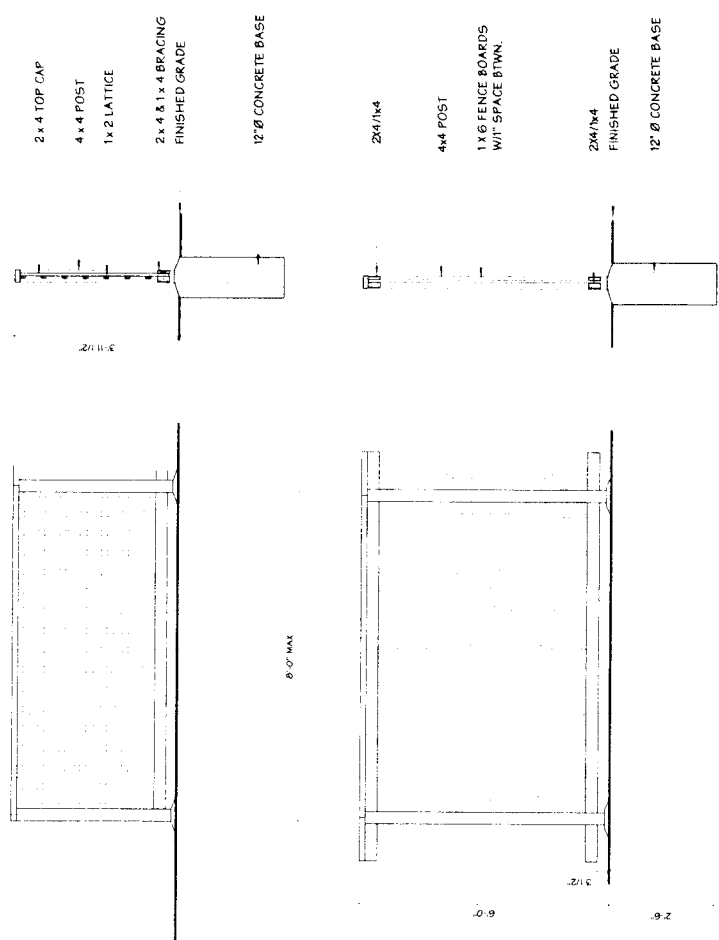 2 x 4 TOP CAP
4 x 4 POST
1 x 2 LATTICE
2 x 4 & 1 x 4 BRACING
FINISHED GRADE
12"Ø CONCRETE BASE
3'-11 1/2"
8'-0" MAX
2X4/1x4
4x4 POST
1 X 6 FENCE BOARDS
W/1" SPACE BTWN.
2X4/1x4
FINISHED GRADE
12' Ø CONCRETE BASE
3 1/2"
6'-0"
2'-6"